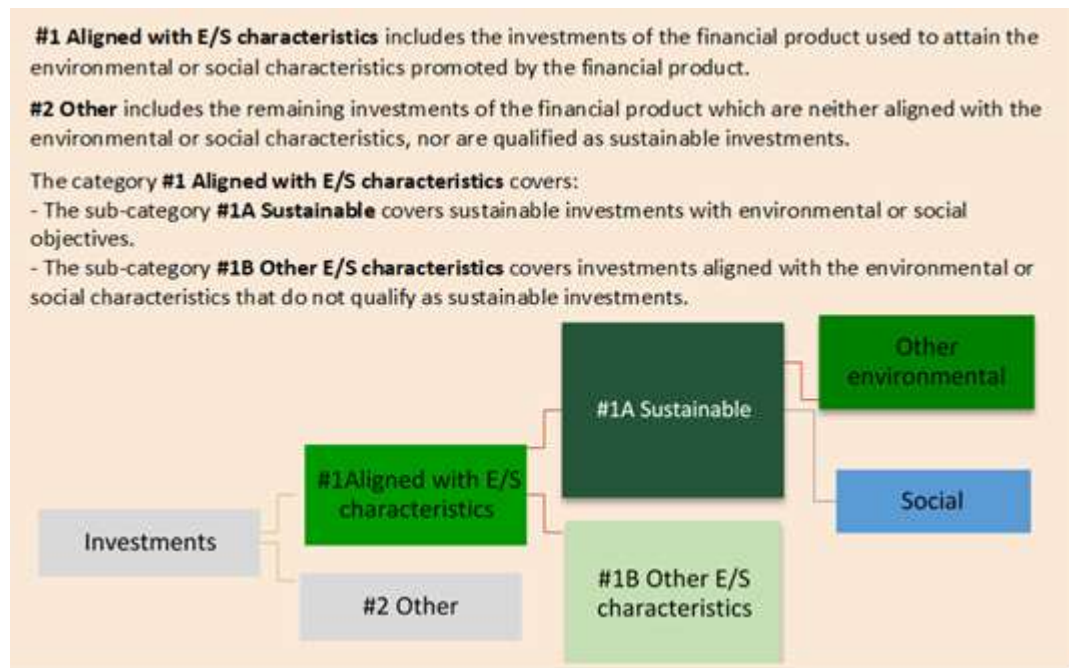 #1 Aligned with E/S characteristics includes the investments of the financial product used to attain the
environmental or social characteristics promoted by the financial product.
#2 Other includes the remaining investments of the financial product which are neither aligned with the
environmental or social characteristics, nor are qualified as sustainable investments.
The category #1 Aligned with E/S characteristics covers:
- The sub-category #1A Sustainable covers sustainable investments with environmental or social
objectives.
- The sub-category #1B Other E/S characteristics covers investments aligned with the environmental or
social characteristics that do not qualify as sustainable investments.
Other
environmental
#1A Sustainable
#1Aligned with E/S
characteristics
Social
Investments
#1B Other E/S
characteristics
#2 Other